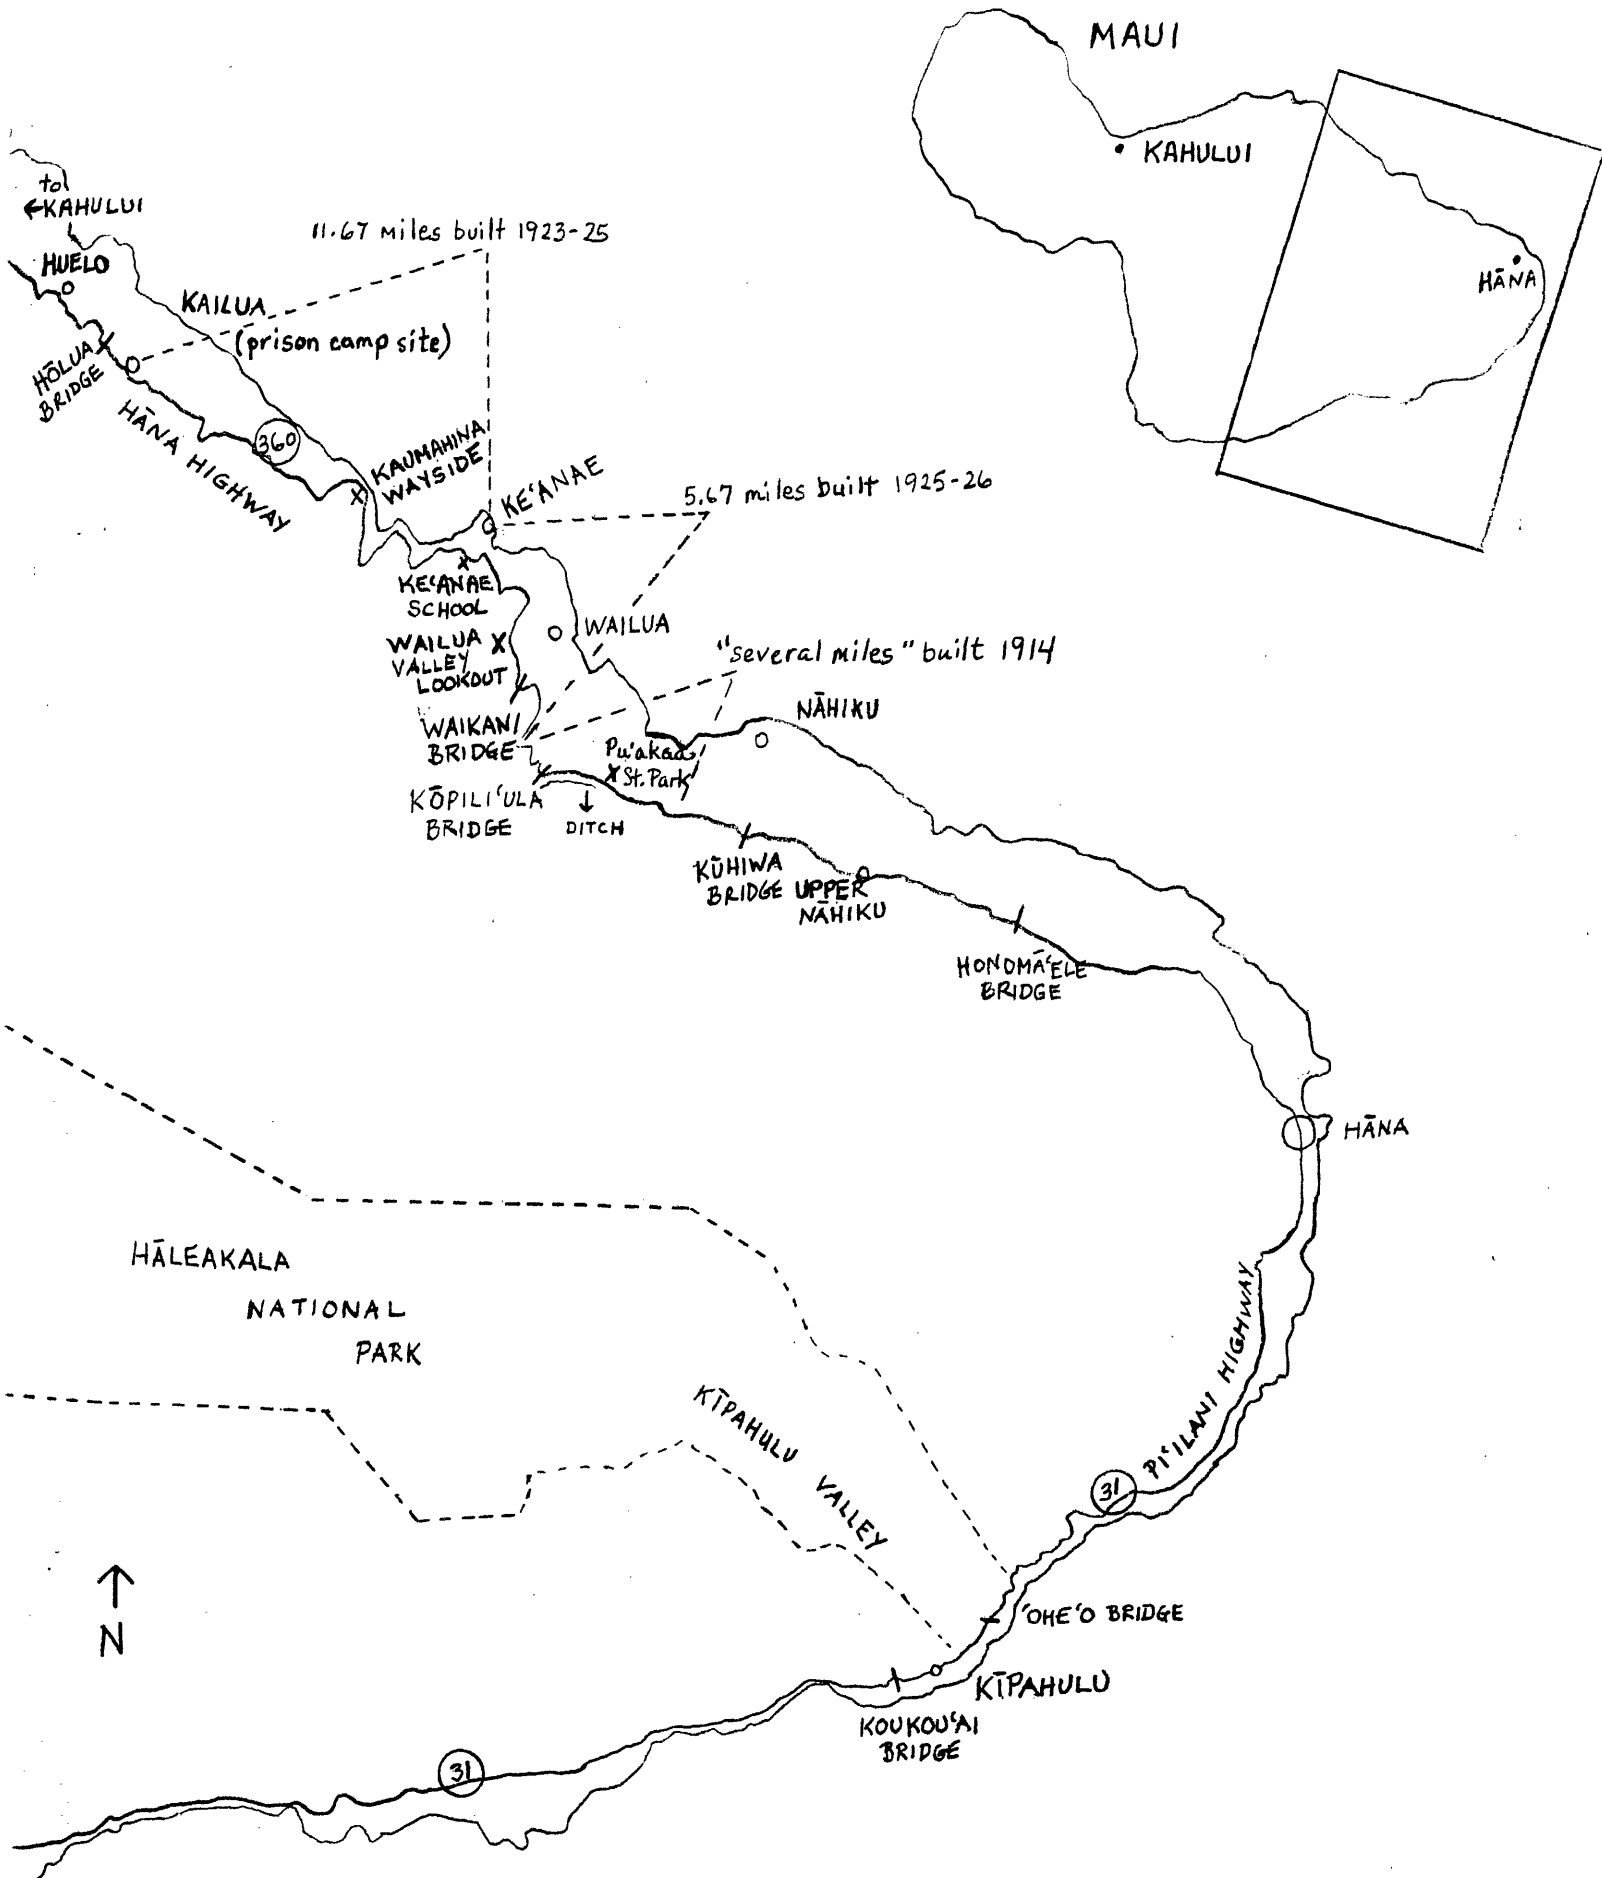 MAUI
KAHULUI
HĀNA
to
←KAHULUI
11.67 miles built 1923-25
HUELO
KAILUA
(prison camp site)
HŌLUA
BRIDGE
HĀNA HIGHWAY
360
KAUMAHINA
WAYSIDE
KE'ANAE
5.67 miles built 1925-26
KE'ANAE
SCHOOL
WAILUA
VALLEY
LOOKOUT
WAILUA
"several miles" built 1914
WAIKANI
BRIDGE
Pu'akaa
St. Park
NĀHIKU
KŌPILI'ULA
BRIDGE
DITCH
KŪHIWA
BRIDGE
UPPER
NĀHIKU
HONOMĀ'ELE
BRIDGE
HĀNA
HĀLEAKALA
NATIONAL
PARK
KĪPAHULU VALLEY
PI'ILANI HIGHWAY
31
N
'OHE'O BRIDGE
KĪPAHULU
KOUKOU'AI
BRIDGE
31